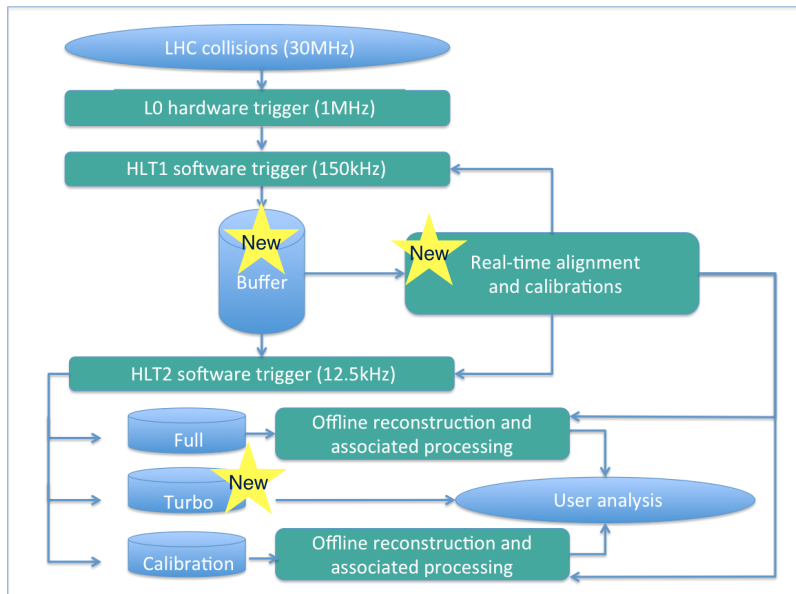 LHC collisions (30MHz)
L0 hardware trigger (1MHz)
HLT1 software trigger (150kHz)
New
Buffer
New
Real-time alignment
and calibrations
HLT2 software trigger (12.5kHz)
Full
Offline reconstruction and
associated processing
Turbo
New
User analysis
Calibration
Offline reconstruction and
associated processing